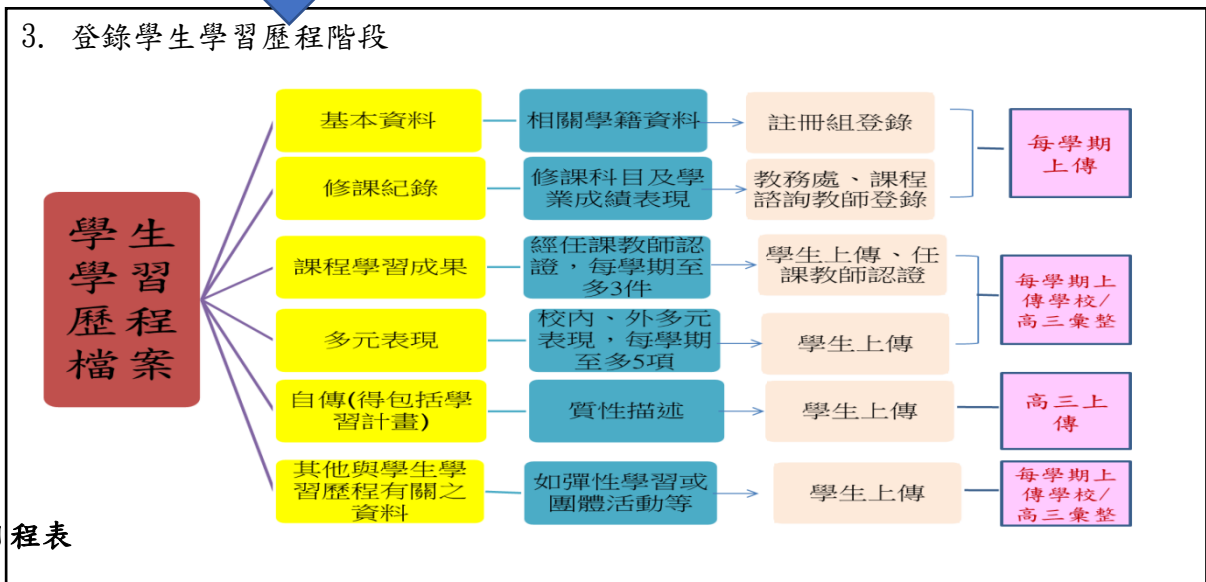 3. 登錄學生學習歷程階段
學生
學習
歷程
檔案
基本資料
相關學籍資料
註冊組登錄
每學期
上傳
修課紀錄
修課科目及學
業成績表現
教務處、課程
諮詢教師登錄
課程學習成果
經任課教師認
證，每學期至
多3件
學生上傳、任
課教師認證
每學期上
傳學校/
高三彙整
多元表現
校內、外多元
表現，每學期
至多5項
學生上傳
自傳(得包括學
習計畫)
質性描述
學生上傳
高三上
傳
其他與學生學
習歷程有關之
資料
如彈性學習或
團體活動等
學生上傳
每學期上
傳學校/
高三彙整
程表